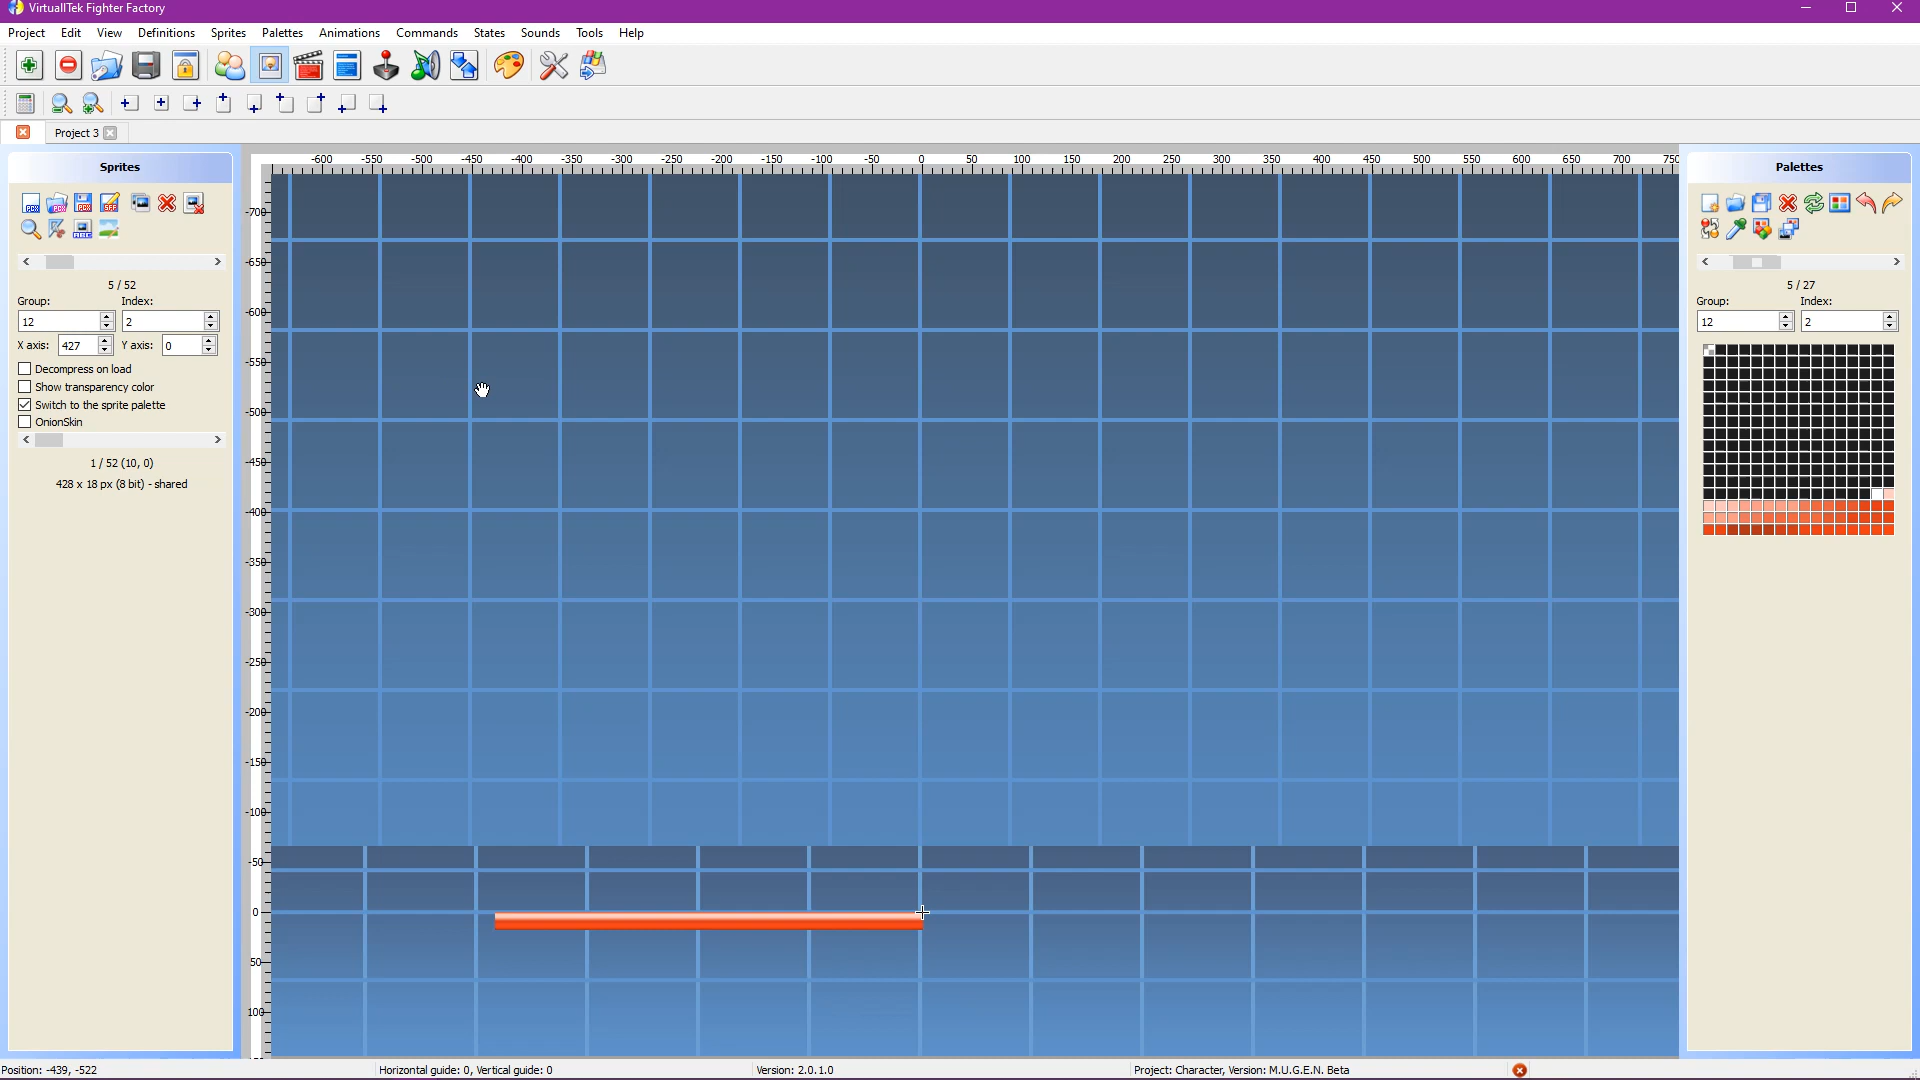 VirtuallTek Fighter Factory
Project Edit View Definitions Sprites Palettes Animations Commands States Sounds Tools Help
Project 3
-600 -550 -500 -450 -400 -350 -300 -250 -200 -150 -100 -50 0 50 100 150 200 250 300 350 400 450 500 550 600 650 700 750
Sprites
PCX PCX PCX SFF
5 / 52
Group: Index:
12 2
X axis: 427 Y axis: 0
Decompress on load
Show transparency color
Switch to the sprite palette
OnionSkin
1 / 52 (10, 0)
428 x 18 px (8 bit) - shared
-700
-650
-600
-550
-500
-450
-400
-350
-300
-250
-200
-150
-100
-50
0
50
100
Palettes
5 / 27
Group: Index:
12 2
Position: -439, -522 Horizontal guide: 0, Vertical guide: 0 Version: 2.0.1.0 Project: Character, Version: M.U.G.E.N. Beta